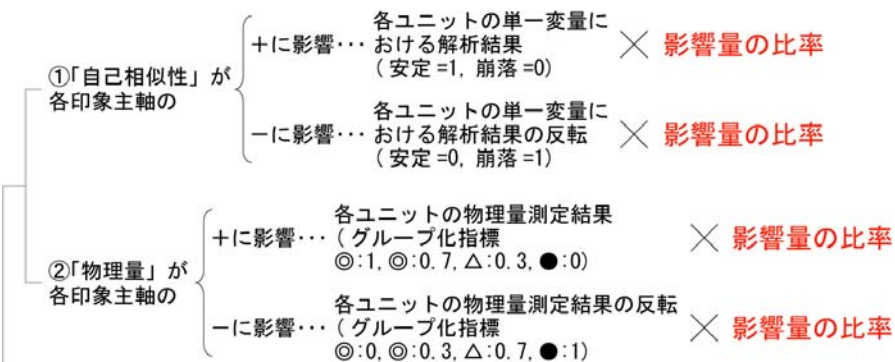 ＋に影響･･･ 各ユニットの単一変量に
おける解析結果
(安定=1, 崩落=0)
× 影響量の比率
①「自己相似性」が
各印象主軸の
－に影響･･･ 各ユニットの単一変量に
おける解析結果の反転
(安定=0, 崩落=1)
× 影響量の比率
＋に影響･･･ 各ユニットの物理量測定結果
(グループ化指標
◎:1, ◎:0.7, △:0.3, ●:0)
× 影響量の比率
②「物理量」が
各印象主軸の
－に影響･･･ 各ユニットの物理量測定結果の反転
(グループ化指標
◎:0, ◎:0.3, △:0.7, ●:1)
× 影響量の比率